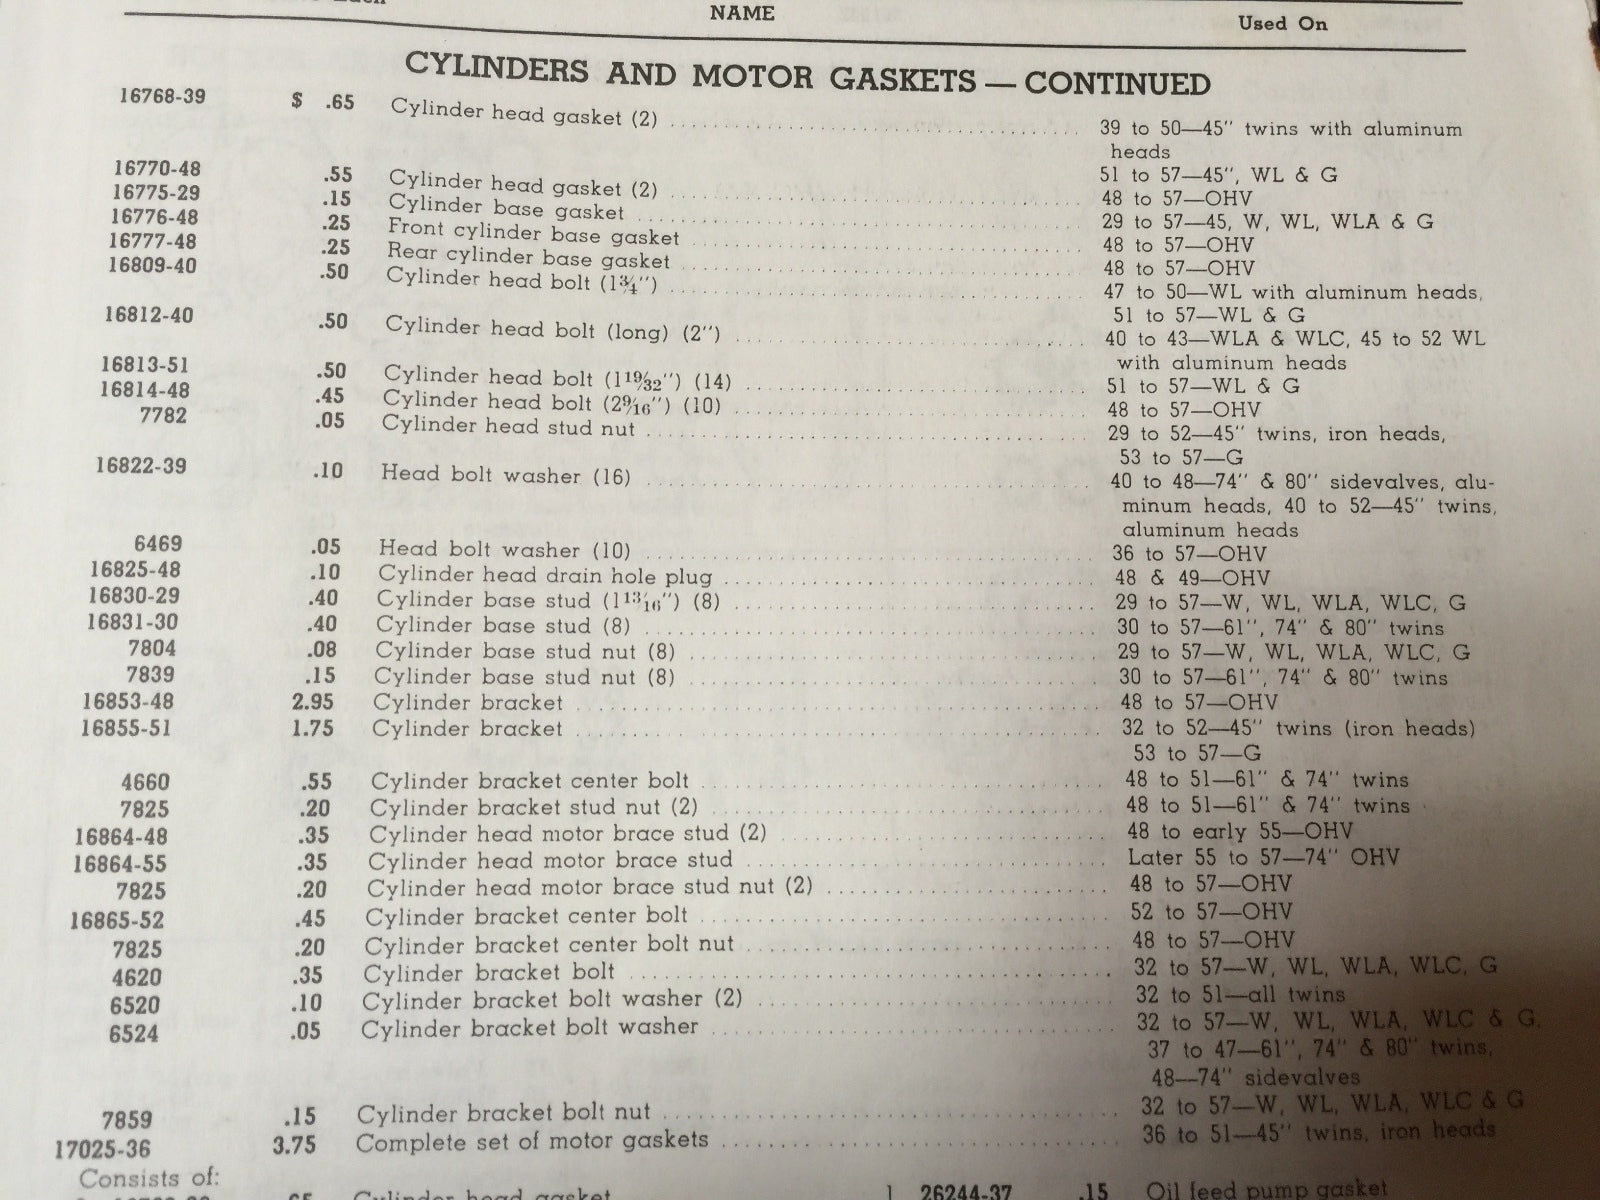 Each
NAME
Used On
CYLINDERS AND MOTOR GASKETS — CONTINUED
16768-39 $ .65 Cylinder head gasket (2) 39 to 50—45" twins with aluminum
heads
16770-48 .55 Cylinder head gasket (2) 51 to 57—45", WL & G
16775-29 .15 Cylinder base gasket 48 to 57—OHV
16776-48 .25 Front cylinder base gasket 29 to 57—45, W, WL, WLA & G
16777-48 .25 Rear cylinder base gasket 48 to 57—OHV
16809-40 .50 Cylinder head bolt (1¾") 48 to 57—OHV
47 to 50—WL with aluminum heads,
51 to 57—WL & G
16812-40 .50 Cylinder head bolt (long) (2") 40 to 43—WLA & WLC, 45 to 52 WL
with aluminum heads
16813-51 .50 Cylinder head bolt (1 19/32") (14) 51 to 57—WL & G
16814-48 .45 Cylinder head bolt (2 9/16") (10) 48 to 57—OHV
7782 .05 Cylinder head stud nut 29 to 52—45" twins, iron heads,
53 to 57—G
16822-39 .10 Head bolt washer (16) 40 to 48—74" & 80" sidevalves, alu-
minum heads, 40 to 52—45" twins,
aluminum heads
6469 .05 Head bolt washer (10) 36 to 57—OHV
16825-48 .10 Cylinder head drain hole plug 48 & 49—OHV
16830-29 .40 Cylinder base stud (1 13/16") (8) 29 to 57—W, WL, WLA, WLC, G
16831-30 .40 Cylinder base stud (8) 30 to 57—61", 74" & 80" twins
7804 .08 Cylinder base stud nut (8) 29 to 57—W, WL, WLA, WLC, G
7839 .15 Cylinder base stud nut (8) 30 to 57—61", 74" & 80" twins
16853-48 2.95 Cylinder bracket 48 to 57—OHV
16855-51 1.75 Cylinder bracket 32 to 52—45" twins (iron heads)
53 to 57—G
4660 .55 Cylinder bracket center bolt 48 to 51—61" & 74" twins
7825 .20 Cylinder bracket stud nut (2) 48 to 51—61" & 74" twins
16864-48 .35 Cylinder head motor brace stud (2) 48 to early 55—OHV
16864-55 .35 Cylinder head motor brace stud Later 55 to 57—74" OHV
7825 .20 Cylinder head motor brace stud nut (2) 48 to 57—OHV
16865-52 .45 Cylinder bracket center bolt 52 to 57—OHV
7825 .20 Cylinder bracket center bolt nut 48 to 57—OHV
4620 .35 Cylinder bracket bolt 32 to 57—W, WL, WLA, WLC, G
6520 .10 Cylinder bracket bolt washer (2) 32 to 51—all twins
6524 .05 Cylinder bracket bolt washer 32 to 57—W, WL, WLA, WLC & G,
37 to 47—61", 74" & 80" twins,
48—74" sidevalves
7859 .15 Cylinder bracket bolt nut 32 to 57—W, WL, WLA, WLC & G
17025-36 3.75 Complete set of motor gaskets 36 to 51—45" twins, iron heads
Consists of:
.65 Cylinder head gasket 1 26244-37 .15 Oil feed pump gasket